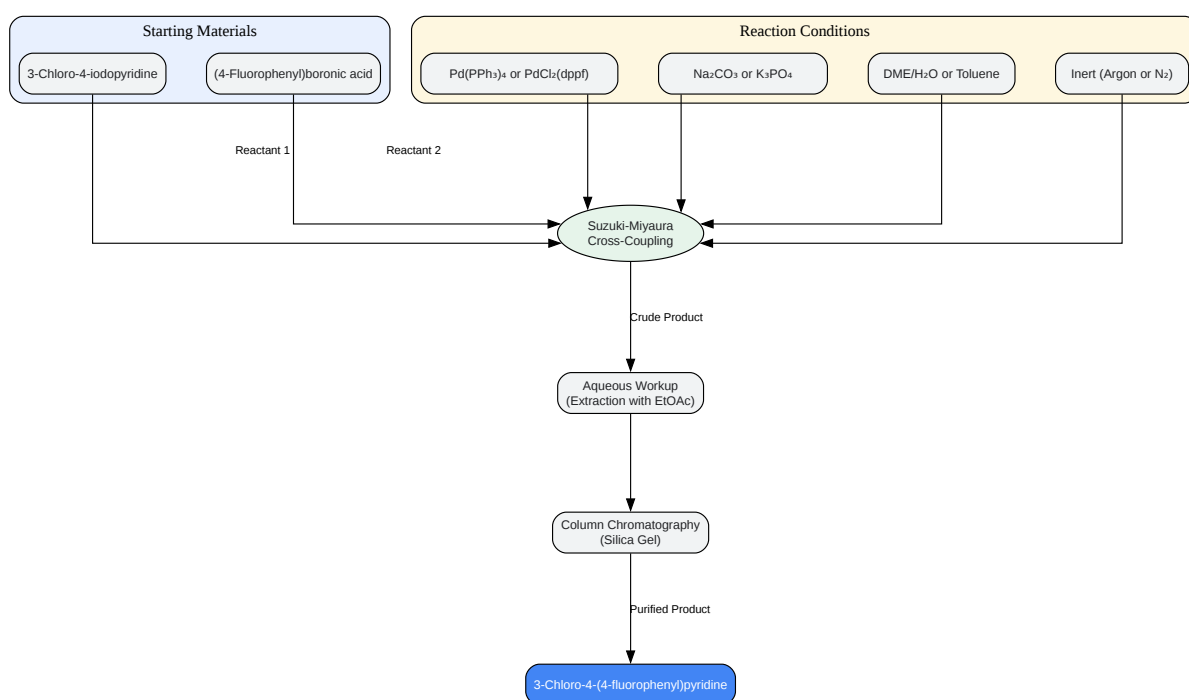 Starting Materials
Reaction Conditions
3-Chloro-4-iodopyridine
(4-Fluorophenyl)boronic acid
Pd(PPh₃)₄ or PdCl₂(dppf)
Na₂CO₃ or K₃PO₄
DME/H₂O or Toluene
Inert (Argon or N₂)
Reactant 1
Reactant 2
Suzuki-Miyaura
Cross-Coupling
Crude Product
Aqueous Workup
(Extraction with EtOAc)
Column Chromatography
(Silica Gel)
Purified Product
3-Chloro-4-(4-fluorophenyl)pyridine